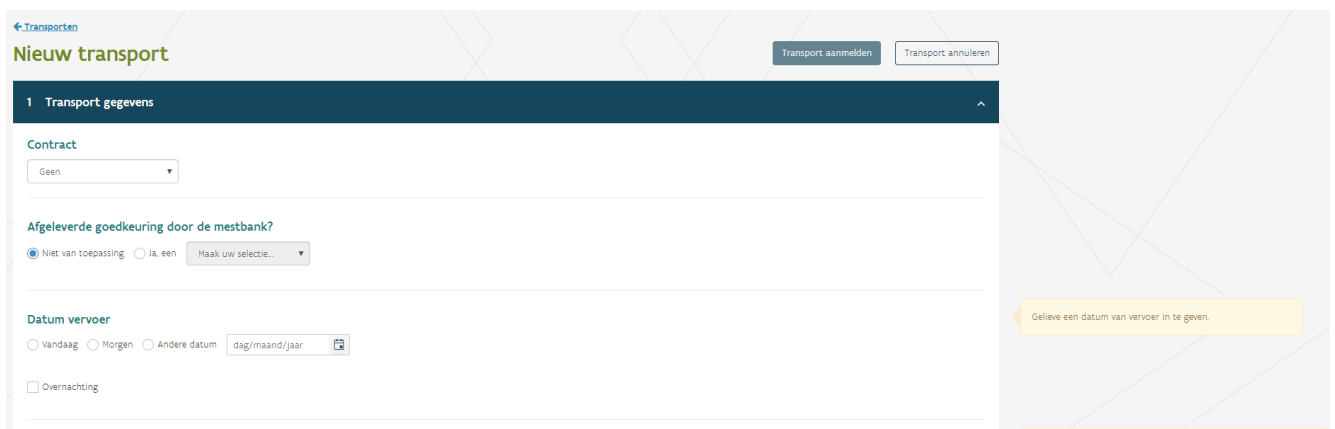 Transporten
Nieuw transport
Transport aanmelden
Transport annuleren
1 Transport gegevens
Contract
Geen
Afgeleverde goedkeuring door de mestbank?
Niet van toepassing
Ja, een
Maak uw selectie...
Datum vervoer
Gelieve een datum van vervoer in te geven.
Vandaag
Morgen
Andere datum
dag/maand/jaar
Overnachting